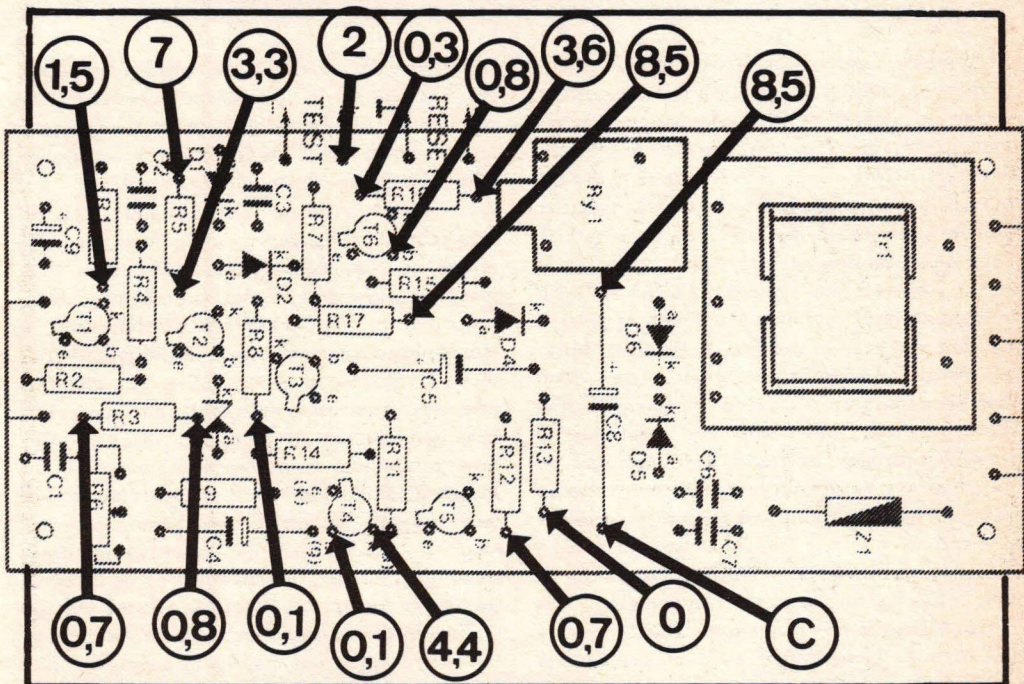 1,5
7
3,3
2
0,3
0,8
3,6
8,5
8,5
TEST
RESET
C2
D1
k
R1
C9
R4
R5
C3
k
a
k
D2
R7
R16
T6
e
R15
R17
Ry1
Tr1
T1
e
k
b
T2
e
k
b
R8
T3
k
b
e
a
k
D4
C5
D6
a
k
D5
k
a
C8
R2
R3
k
a
C1
R6
R14
R11
R12
R13
C4
T4
(k)
(g)
T5
k
e
b
C6
C7
Z1
0,7
0,8
0,1
0,1
4,4
0,7
0
C